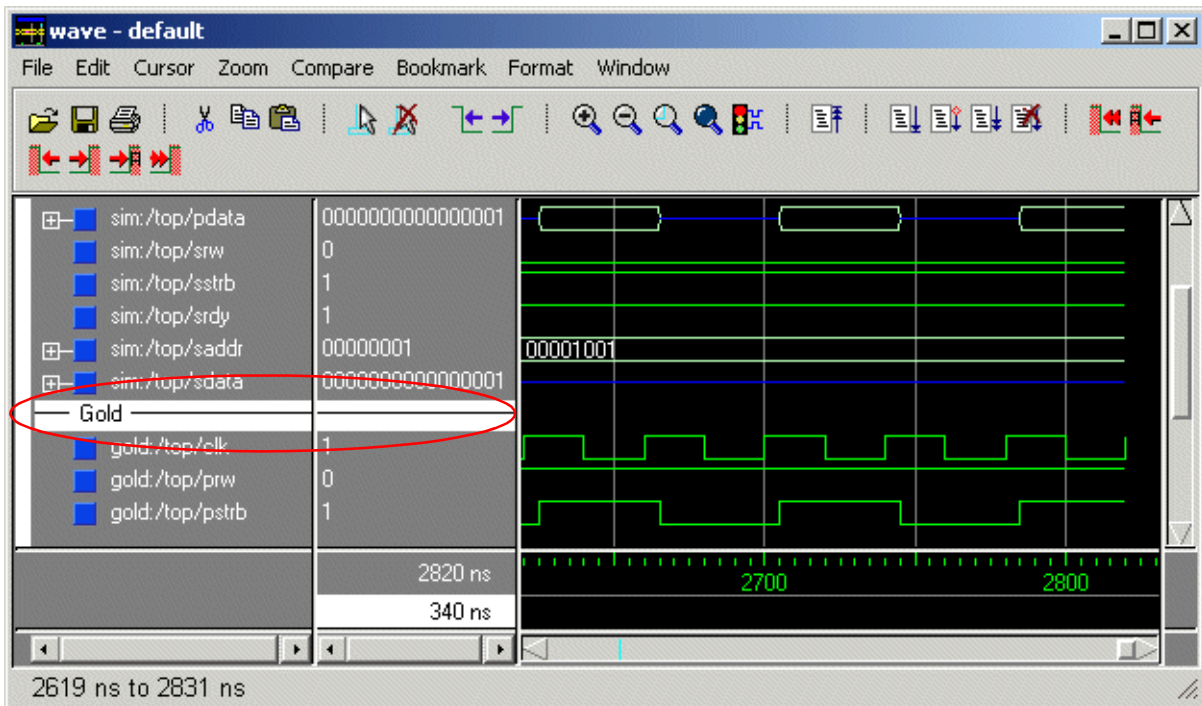 wave - default
File Edit Cursor Zoom Compare Bookmark Format Window
sim:/top/pdata 0000000000000001
sim:/top/srw 0
sim:/top/sstrb 1
sim:/top/srdy 1
sim:/top/saddr 00000001 00001001
sim:/top/sdata 0000000000000001
Gold
gold:/top/clk 1
gold:/top/prw 0
gold:/top/pstrb 1
2820 ns 2700 2800
340 ns
2619 ns to 2831 ns